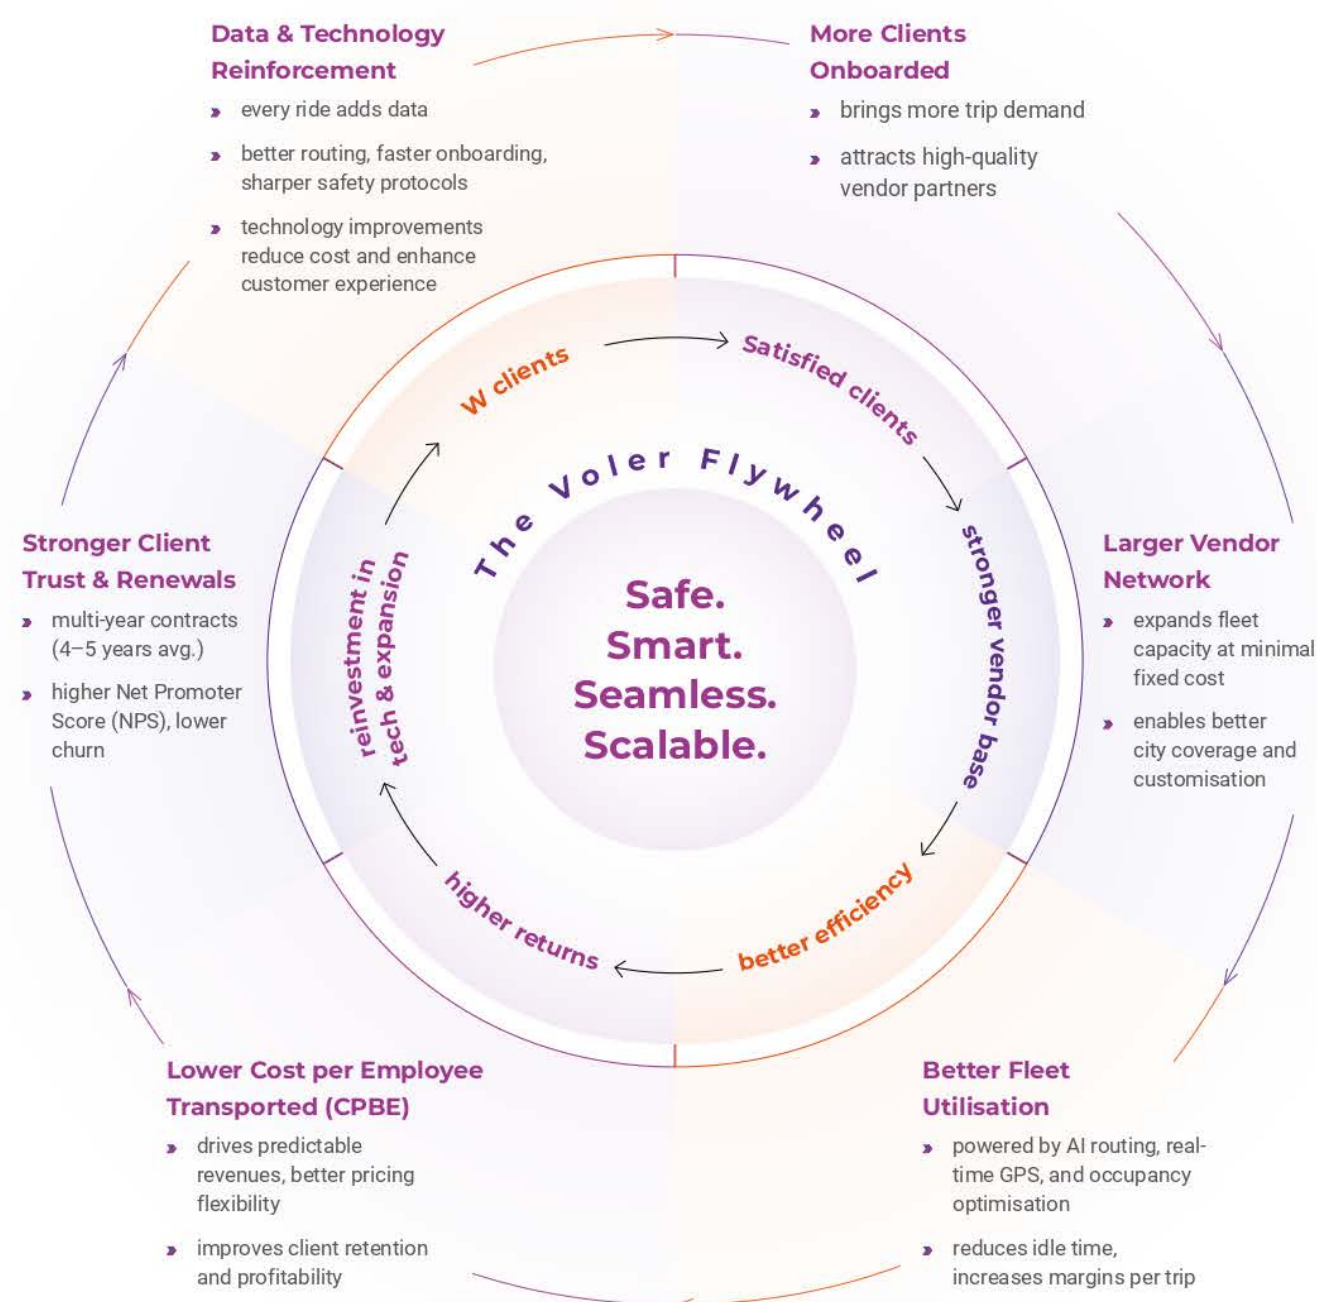 Data & Technology
Reinforcement
every ride adds data
better routing, faster onboarding,
sharper safety protocols
technology improvements
reduce cost and enhance
customer experience
More Clients
Onboarded
brings more trip demand
attracts high-quality
vendor partners
Larger Vendor
Network
expands fleet
capacity at minimal
fixed cost
enables better
city coverage and
customisation
Better Fleet
Utilisation
powered by AI routing, real-
time GPS, and occupancy
optimisation
reduces idle time,
increases margins per trip
Lower Cost per Employee
Transported (CPBE)
drives predictable
revenues, better pricing
flexibility
improves client retention
and profitability
Stronger Client
Trust & Renewals
multi-year contracts
(4–5 years avg.)
higher Net Promoter
Score (NPS), lower
churn
W clients
Satisfied clients
stronger vendor base
better efficiency
higher returns
reinvestment in
tech & expansion
The Voler Flywheel
Safe.
Smart.
Seamless.
Scalable.